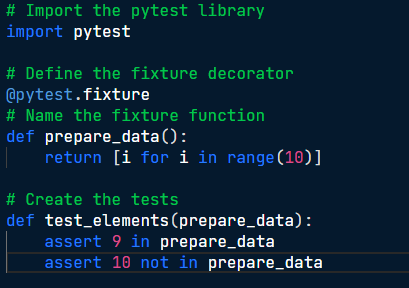 # Import the pytest library
import pytest

# Define the fixture decorator
@pytest.fixture
# Name the fixture function
def prepare_data():
    return [i for i in range(10)]

# Create the tests
def test_elements(prepare_data):
    assert 9 in prepare_data
    assert 10 not in prepare_data